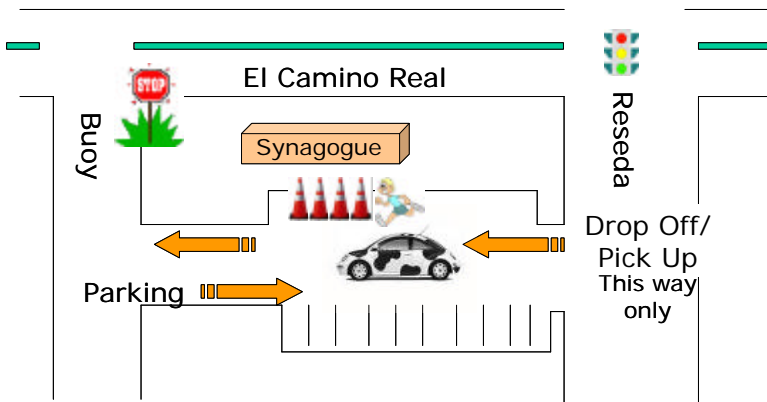 STOP
El Camino Real
Buoy
Reseda
Synagogue
Drop Off/
Pick Up
This way
only
Parking